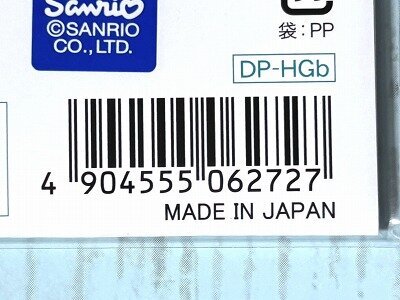 Sanrio
©SANRIO
CO.,LTD.
袋:PP
DP-HGb
4 904555 062727
MADE IN JAPAN